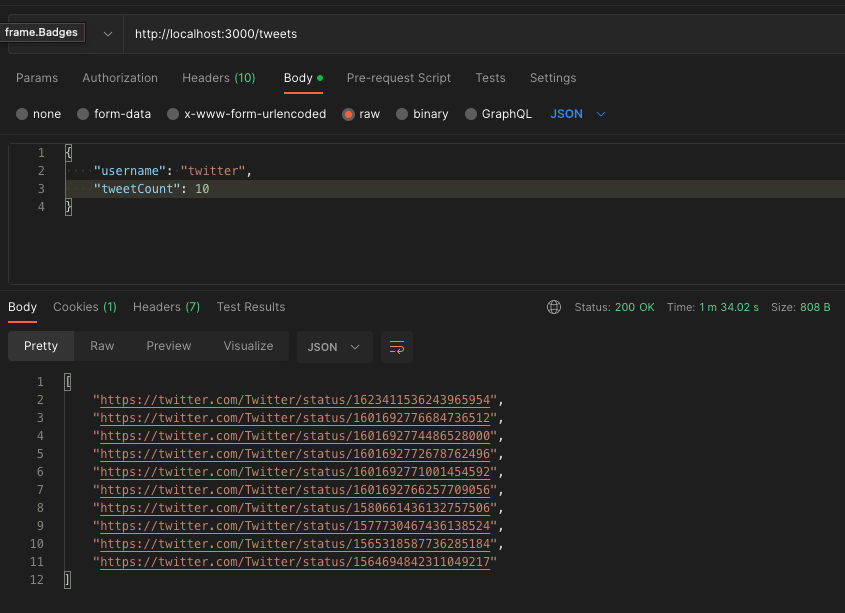 frame.Badges
http://localhost:3000/tweets
Params Authorization Headers (10) Body Pre-request Script Tests Settings
none form-data x-www-form-urlencoded raw binary GraphQL JSON
1 {
2 "username": "twitter",
3 "tweetCount": 10
4 }
Body Cookies (1) Headers (7) Test Results Status: 200 OK Time: 1 m 34.02 s Size: 808 B
Pretty Raw Preview Visualize JSON
1 [
2 "https://twitter.com/Twitter/status/1623411536243965954",
3 "https://twitter.com/Twitter/status/1601692776684736512",
4 "https://twitter.com/Twitter/status/1601692774486528000",
5 "https://twitter.com/Twitter/status/1601692772678762496",
6 "https://twitter.com/Twitter/status/1601692771001454592",
7 "https://twitter.com/Twitter/status/1601692766257709056",
8 "https://twitter.com/Twitter/status/1580661436132757506",
9 "https://twitter.com/Twitter/status/1577730467436138524",
10 "https://twitter.com/Twitter/status/1565318587736285184",
11 "https://twitter.com/Twitter/status/1564694842311049217"
12 ]